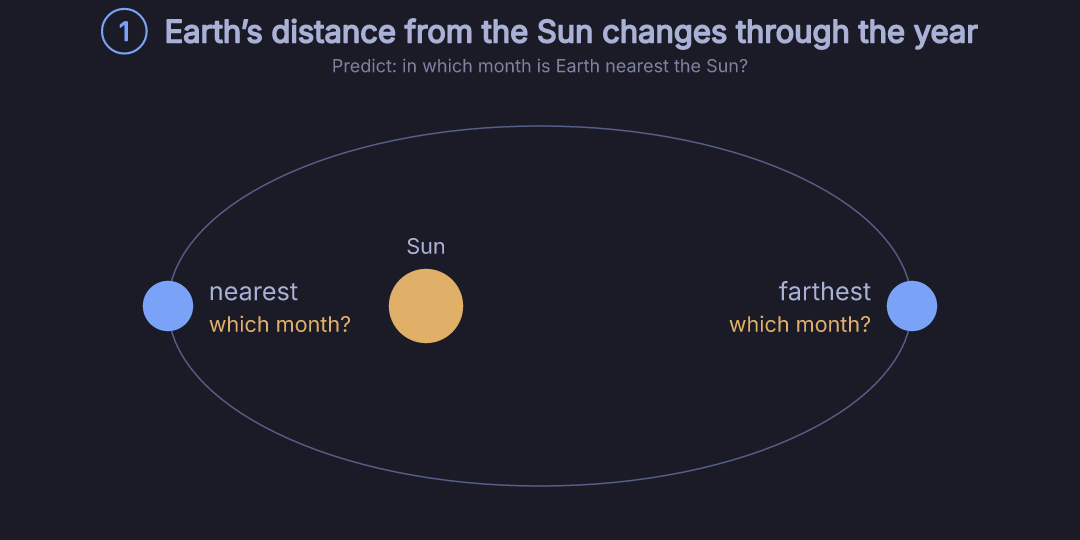 1 Earth’s distance from the Sun changes through the year
Predict: in which month is Earth nearest the Sun?
Sun
nearest
which month?
farthest
which month?